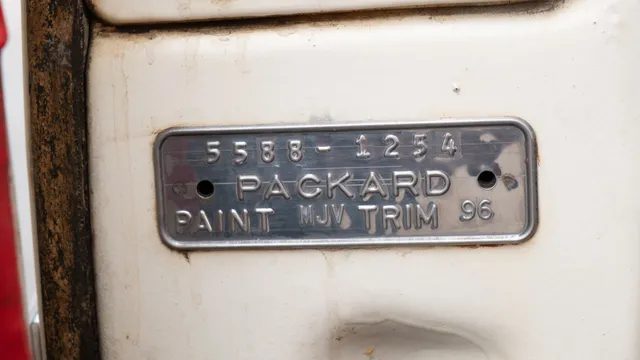 5588-1254
PACKARD
PAINT MJV TRIM 96